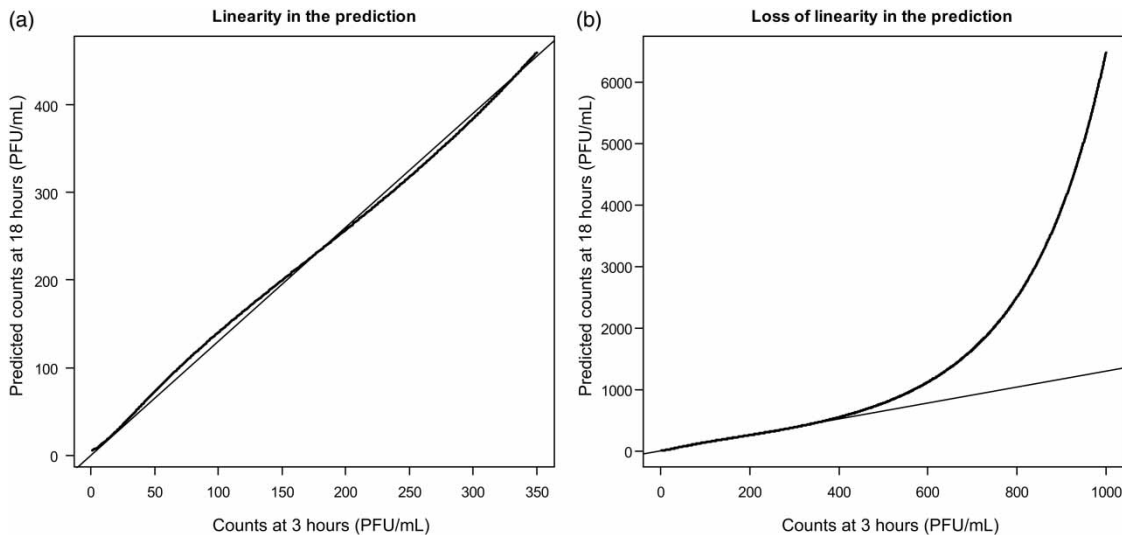 (a)
Linearity in the prediction
Predicted counts at 18 hours (PFU/mL)
400
300
200
100
0
0 50 100 150 200 250 300 350
Counts at 3 hours (PFU/mL)
(b)
Loss of linearity in the prediction
Predicted counts at 18 hours (PFU/mL)
6000
5000
4000
3000
2000
1000
0
0 200 400 600 800 1000
Counts at 3 hours (PFU/mL)